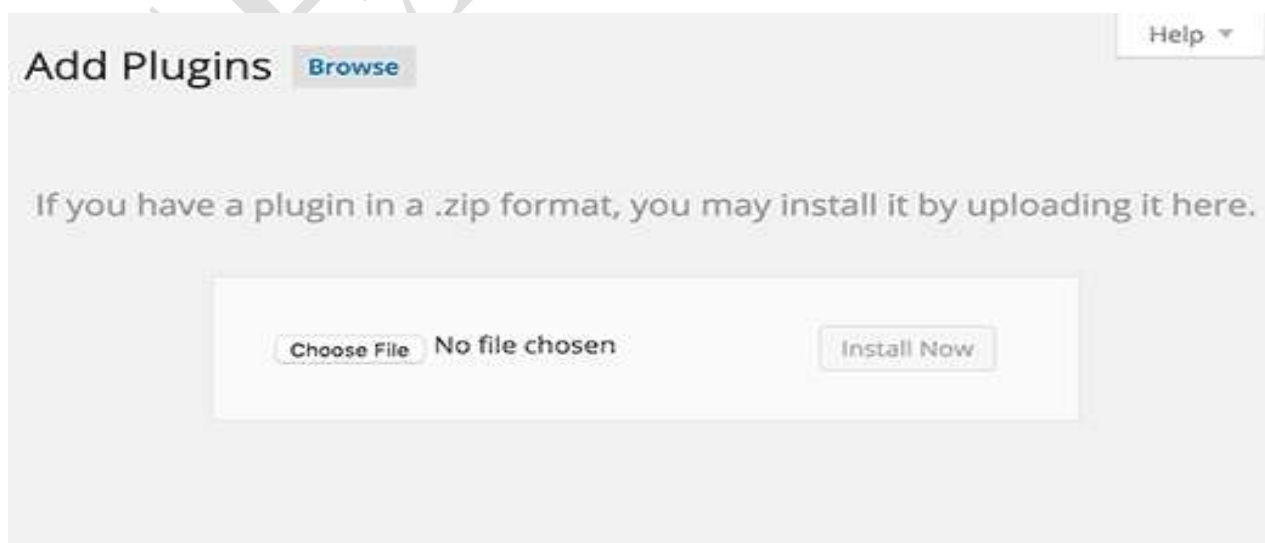 Help
Add Plugins Browse
If you have a plugin in a .zip format, you may install it by uploading it here.
Choose File No file chosen Install Now